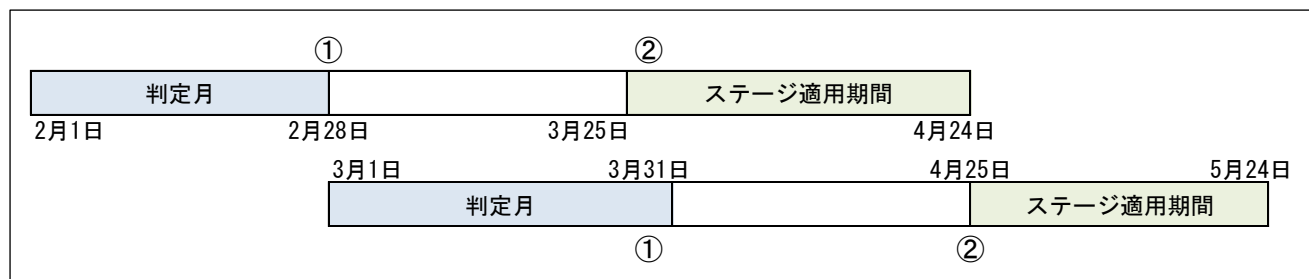 ① ②
判定月 ステージ適用期間
2月1日 2月28日 3月25日 4月24日
3月1日 3月31日 4月25日 5月24日
判定月 ステージ適用期間
① ②